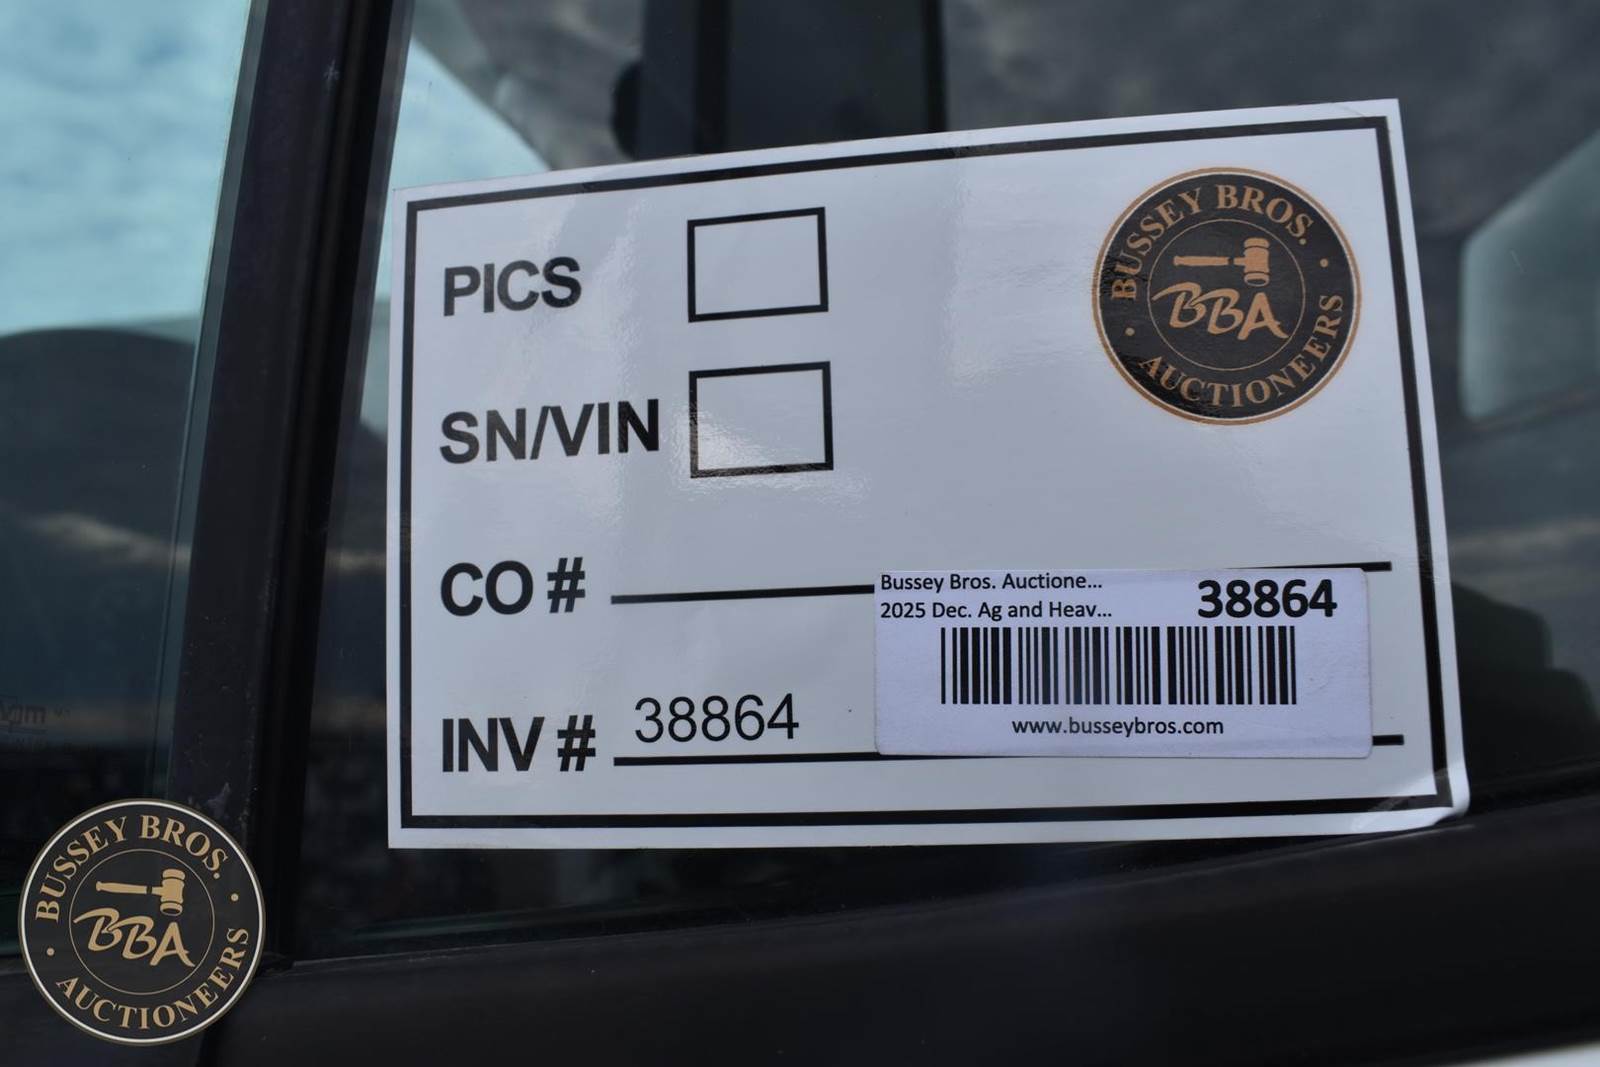 PICS
BUSSEY BROS.
BBA
AUCTIONEERS
SN/VIN
CO #
Bussey Bros. Auctione...
38864
2025 Dec. Ag and Heav...
www.busseybros.com
INV # 38864
BUSSEY BROS.
BBA
AUCTIONEERS